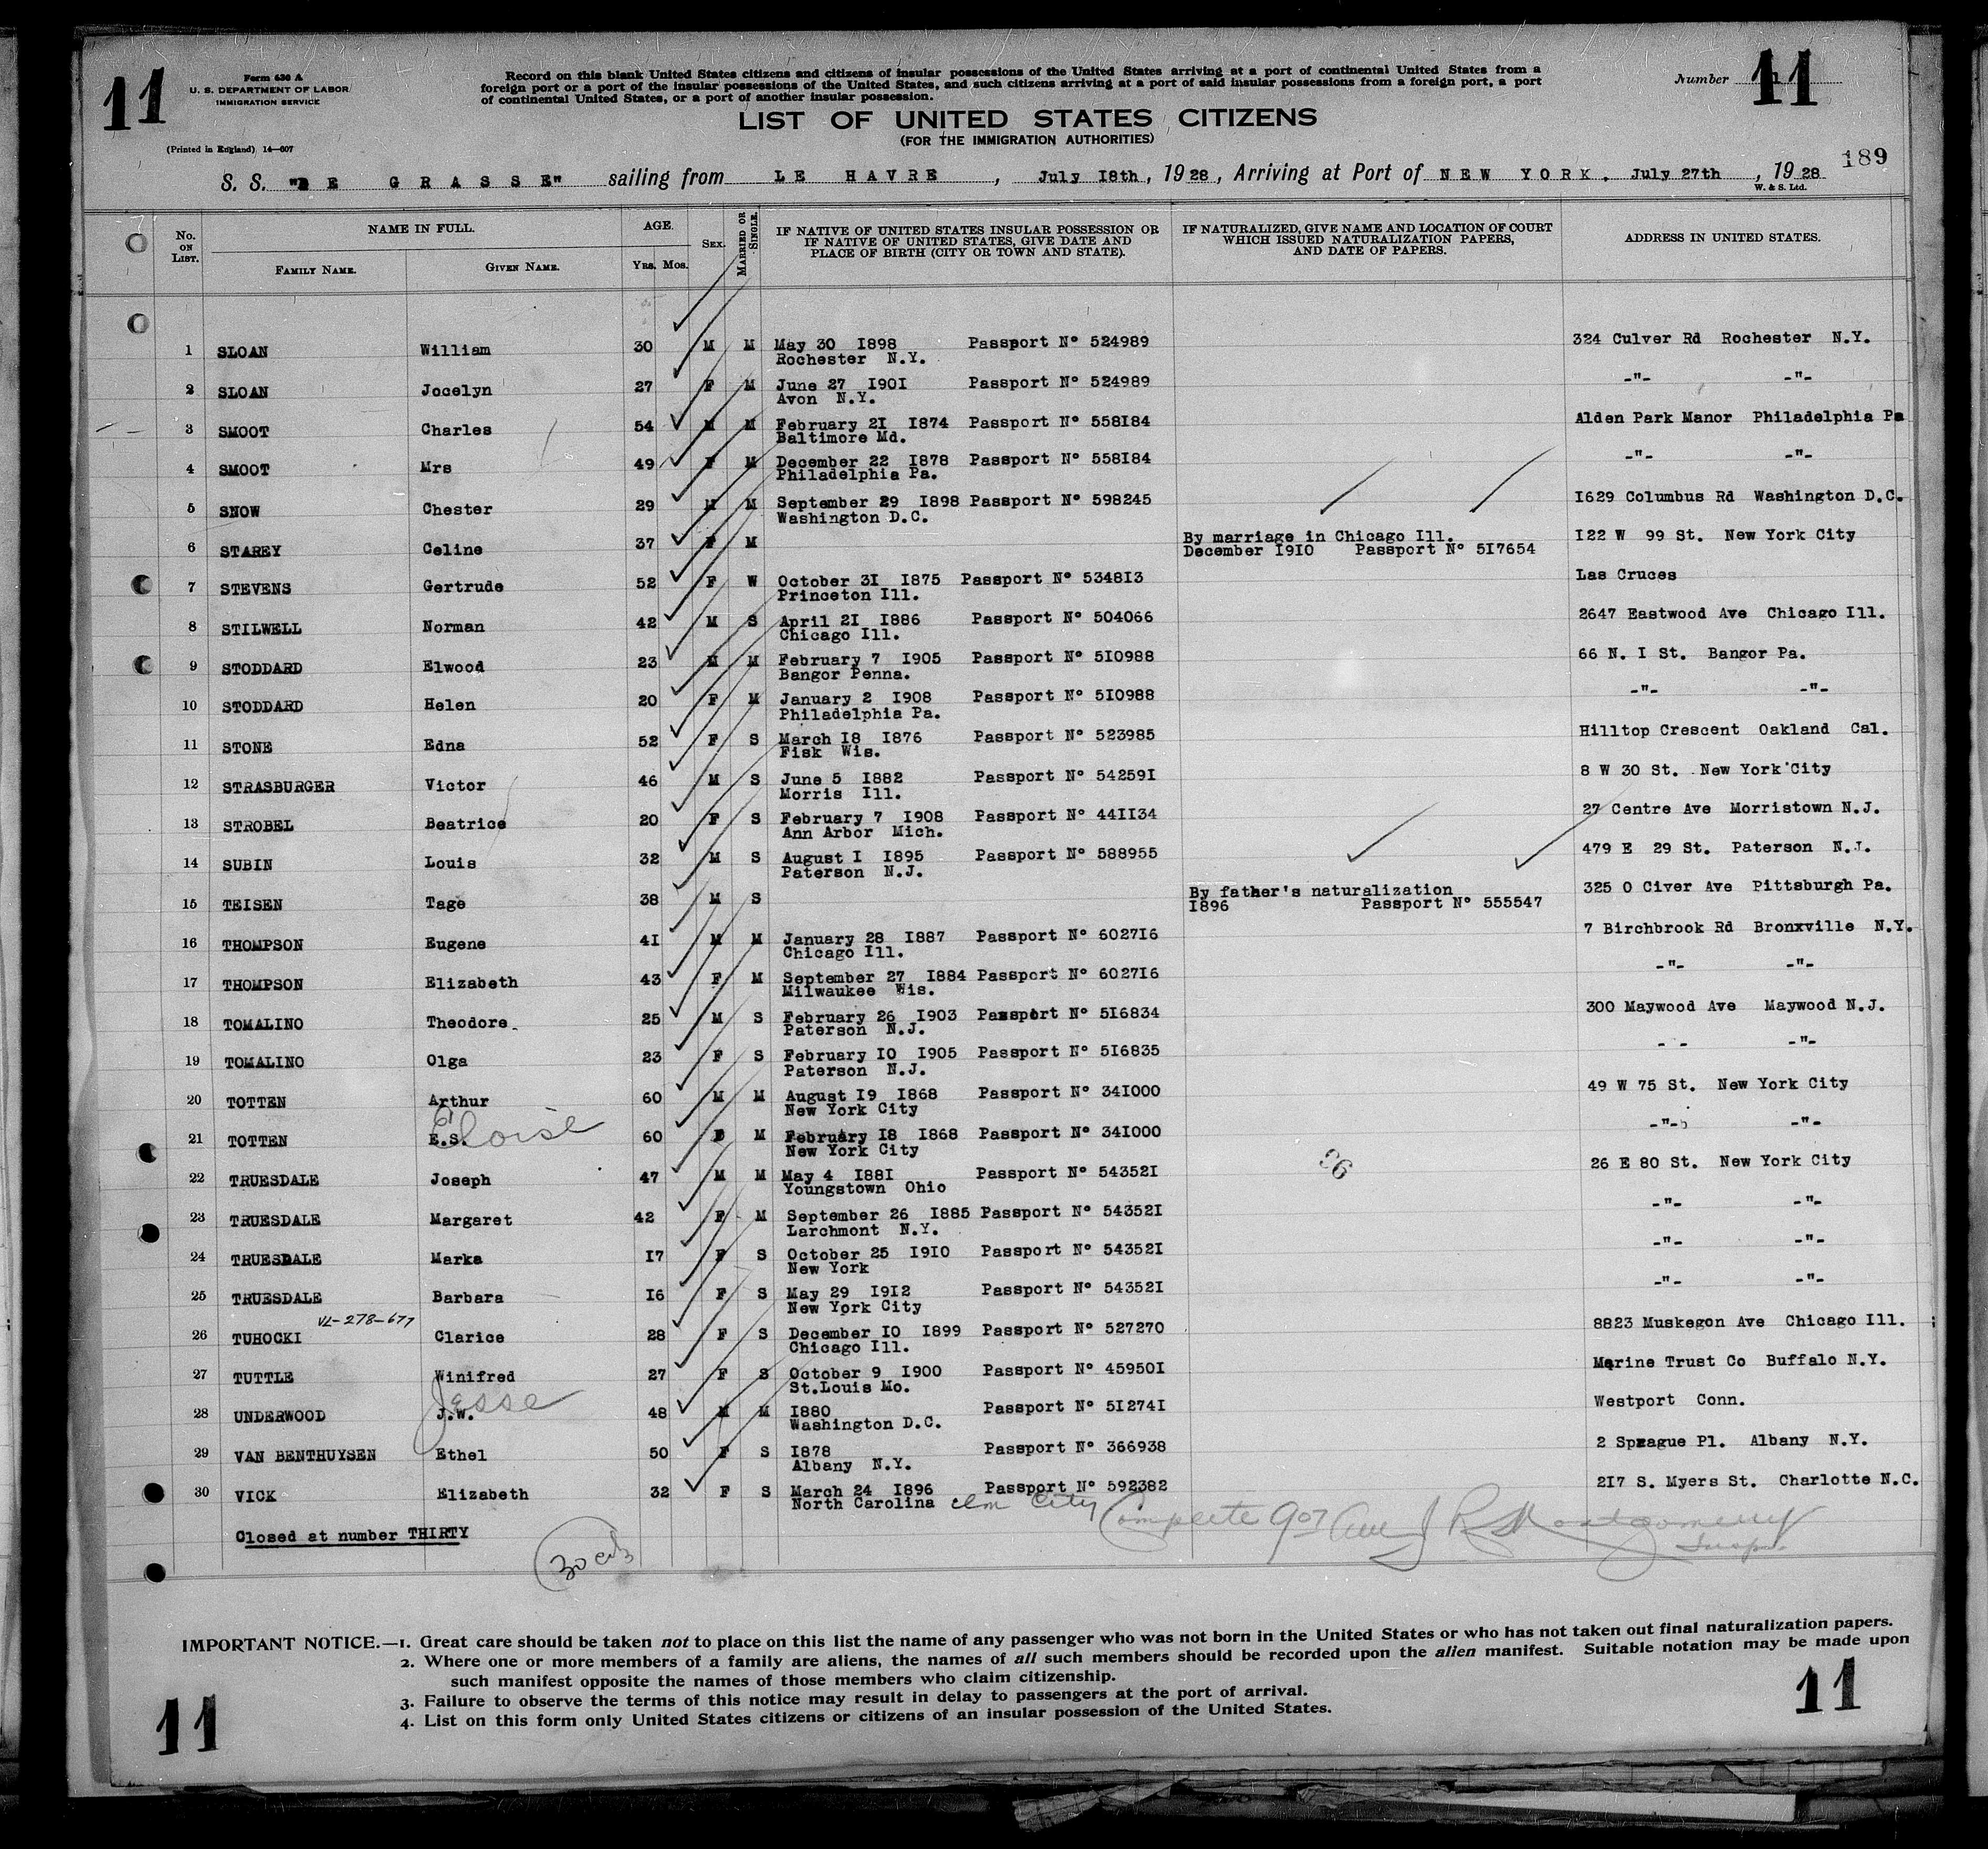 11
Form 630 A
U. S. DEPARTMENT OF LABOR
IMMIGRATION SERVICE
(Printed in England) 14—607
Record on this blank United States citizens and citizens of insular possessions of the United States arriving at a port of continental United States from a
foreign port or a port of the insular possessions of the United States, and such citizens arriving at a port of said insular possessions from a foreign port, a port
of continental United States, or a port of another insular possession.
Number 11
LIST OF UNITED STATES CITIZENS
(FOR THE IMMIGRATION AUTHORITIES)
189
S. S. "DE GRASSE" sailing from LE HAVRE, July 18th, 1928, Arriving at Port of NEW YORK. July 27th, 1928
W. & S. Ltd.
No. ON LIST. NAME IN FULL. FAMILY NAME. GIVEN NAME. AGE. YRS. MOS. SEX. MARRIED OR SINGLE. IF NATIVE OF UNITED STATES INSULAR POSSESSION OR IF NATIVE OF UNITED STATES, GIVE DATE AND PLACE OF BIRTH (CITY OR TOWN AND STATE). IF NATURALIZED, GIVE NAME AND LOCATION OF COURT WHICH ISSUED NATURALIZATION PAPERS, AND DATE OF PAPERS. ADDRESS IN UNITED STATES.
1 SLOAN William 30 M M May 30 1898 Passport Nº 524989 324 Culver Rd Rochester N.Y.
Rochester N.Y.
2 SLOAN Jocelyn 27 F M June 27 1901 Passport Nº 524989 -"- -"-
Avon N.Y.
3 SMOOT Charles 54 M M February 21 1874 Passport Nº 558184 Alden Park Manor Philadelphia Pa
Baltimore Md.
4 SMOOT Mrs 49 F M December 22 1878 Passport Nº 558184 -"- -"-
Philadelphia Pa.
5 SNOW Chester 29 M M September 29 1898 Passport Nº 598245 1629 Columbus Rd Washington D.C.
Washington D.C.
6 STAREY Celine 37 F M By marriage in Chicago Ill. 122 W 99 St. New York City
December 1910 Passport Nº 517654
7 STEVENS Gertrude 52 F W October 31 1875 Passport Nº 534813 Las Cruces
Princeton Ill.
8 STILWELL Norman 42 M S April 21 1886 Passport Nº 504066 2647 Eastwood Ave Chicago Ill.
Chicago Ill.
9 STODDARD Elwood 23 M M February 7 1905 Passport Nº 510988 66 N. I St. Bangor Pa.
Bangor Penna.
10 STODDARD Helen 20 F M January 2 1908 Passport Nº 510988 -"- -"-
Philadelphia Pa.
11 STONE Edna 52 F S March 18 1876 Passport Nº 523985 Hilltop Crescent Oakland Cal.
Fisk Wis.
12 STRASBURGER Victor 46 M S June 5 1882 Passport Nº 542591 8 W 30 St. New York City
Morris Ill.
13 STROBEL Beatrice 20 F S February 7 1908 Passport Nº 441134 27 Centre Ave Morristown N.J.
Ann Arbor Mich.
14 SUBIN Louis 32 M S August 1 1895 Passport Nº 588955 479 E 29 St. Paterson N.J.
Paterson N.J.
15 TEISEN Tage 38 M S By father's naturalization 325 O Civer Ave Pittsburgh Pa.
1896 Passport Nº 555547
16 THOMPSON Eugene 41 M M January 28 1887 Passport Nº 602716 7 Birchbrook Rd Bronxville N.Y.
Chicago Ill.
17 THOMPSON Elizabeth 43 F M September 27 1884 Passport Nº 602716 -"- -"-
Milwaukee Wis.
18 TOMALINO Theodore 25 M S February 26 1903 Passport Nº 516834 300 Maywood Ave Maywood N.J.
Paterson N.J.
19 TOMALINO Olga 23 F S February 10 1905 Passport Nº 516835 - - -"-
Paterson N.J.
20 TOTTEN Arthur 60 M M August 19 1868 Passport Nº 341000 49 W 75 St. New York City
New York City
21 TOTTEN E.S. Eloise 60 F M February 18 1868 Passport Nº 341000 -"- -"-
New York City
96
22 TRUESDALE Joseph 47 M M May 4 1881 Passport Nº 543521 26 E 80 St. New York City
Youngstown Ohio
23 TRUESDALE Margaret 42 F M September 26 1885 Passport Nº 543521 -"- -"-
Larchmont N.Y.
24 TRUESDALE Marka 17 F S October 25 1910 Passport Nº 543521 -"- -"-
New York
25 TRUESDALE Barbara 16 F S May 29 1912 Passport Nº 543521 -"- -"-
New York City
VL-278-677
26 TUHOCKI Clarice 28 F S December 10 1899 Passport Nº 527270 8823 Muskegon Ave Chicago Ill.
Chicago Ill.
27 TUTTLE Winifred 27 F S October 9 1900 Passport Nº 459501 Marine Trust Co Buffalo N.Y.
St.Louis Mo.
28 UNDERWOOD J.W. Jesse 48 M M 1880 Passport Nº 512741 Westport Conn.
Washington D.C.
29 VAN BENTHUYSEN Ethel 50 F S 1878 Passport Nº 366938 2 Sprague Pl. Albany N.Y.
Albany N.Y.
30 VICK Elizabeth 32 F S March 24 1896 Passport Nº 592382 217 S. Myers St. Charlotte N.C.
North Carolina Elm City
Closed at number THIRTY
Montgomery
Insp.
IMPORTANT NOTICE.—1. Great care should be taken not to place on this list the name of any passenger who was not born in the United States or who has not taken out final naturalization papers.
2. Where one or more members of a family are aliens, the names of all such members should be recorded upon the alien manifest. Suitable notation may be made upon
such manifest opposite the names of those members who claim citizenship.
3. Failure to observe the terms of this notice may result in delay to passengers at the port of arrival.
4. List on this form only United States citizens or citizens of an insular possession of the United States.
11
11